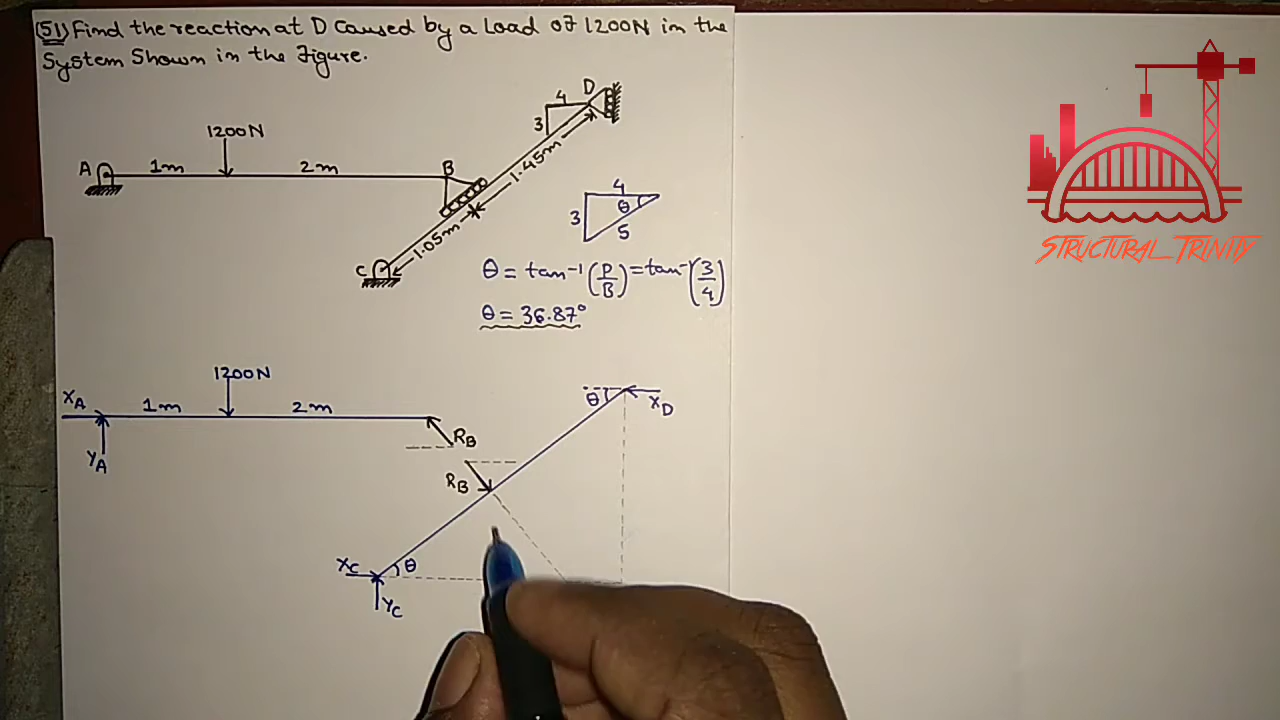 (51) Find the reaction at D caused by a Load of 1200N in the
System Shown in the figure.
D
4
3
1200N
A
1m
2m
B
1.45m
1.05m
C
4
3
θ
5
θ = tan⁻¹ (P/B) = tan⁻¹ (3/4)
θ = 36.87°
1200N
XA
1m
2m
YA
RB
RB
θ
XD
XC
θ
YC
STRUCTURAL TRINITY